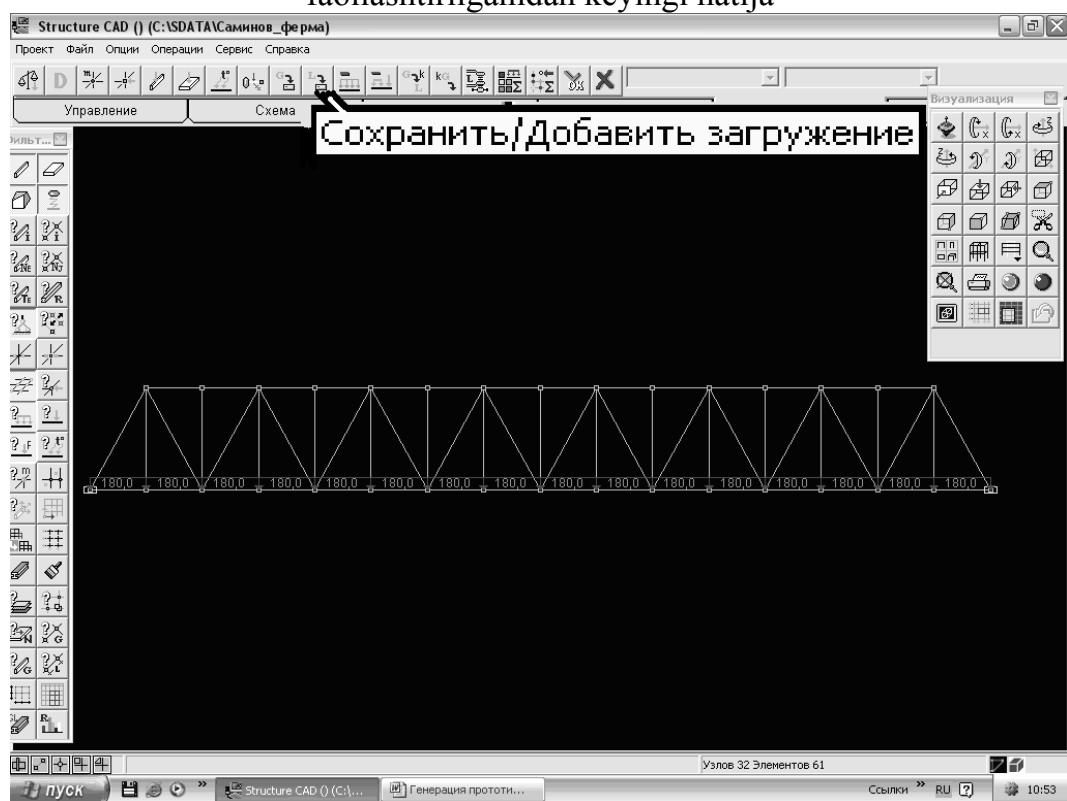 faollashtirilganidan keyingi natija
Structure CAD () (C:\SDATA\Саминов_ферма)
Проект Файл Опции Операции Сервис Справка
Управление
Схема
Сохранить/Добавить загружение
Визуализация
180,0 180,0 180,0 180,0 180,0 180,0 180,0 180,0 180,0 180,0 180,0 180,0 180,0 180,0 180,0 180,0
Узлов 32 Элементов 61
пуск
Structure CAD () (C:\...
Генерация прототи...
Ссылки
RU
10:53